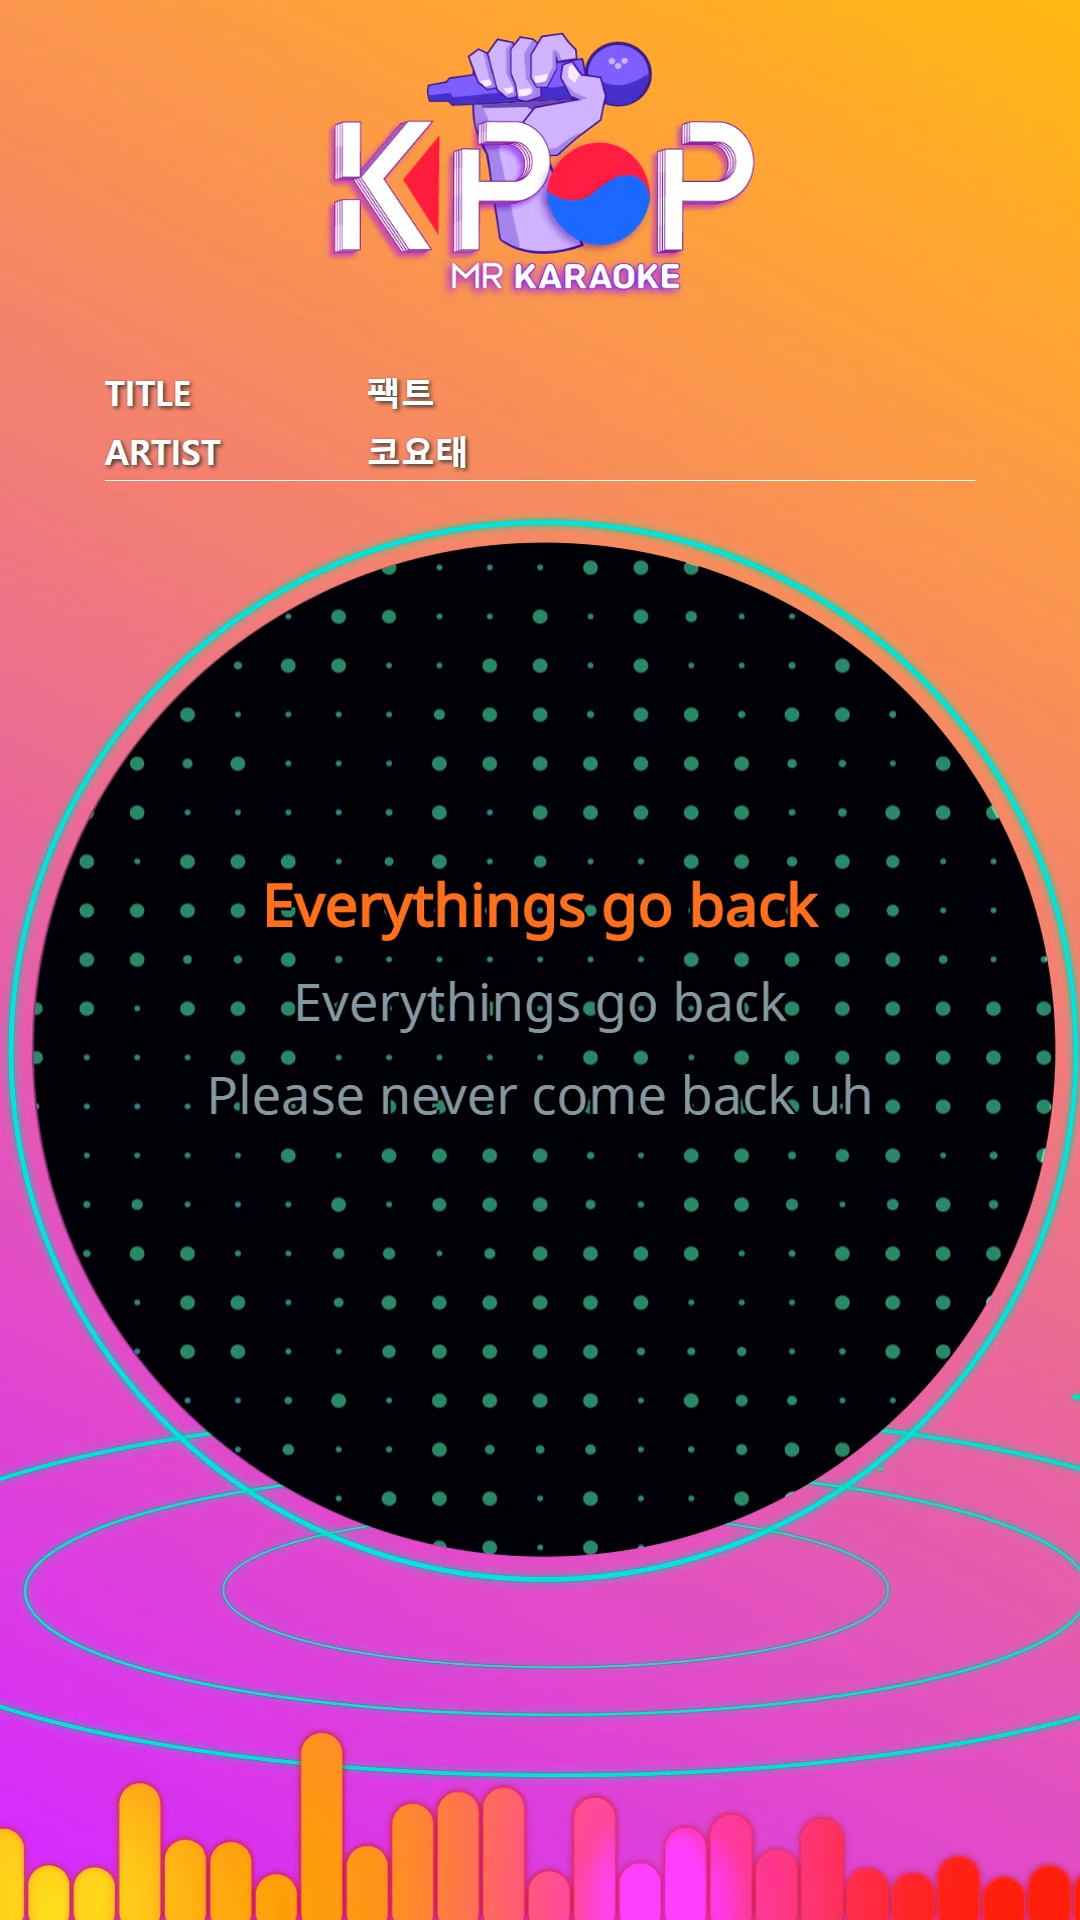 KPOP
MR KARAOKE
TITLE 팩트
ARTIST 코요태
Everythings go back
Everythings go back
Please never come back uh